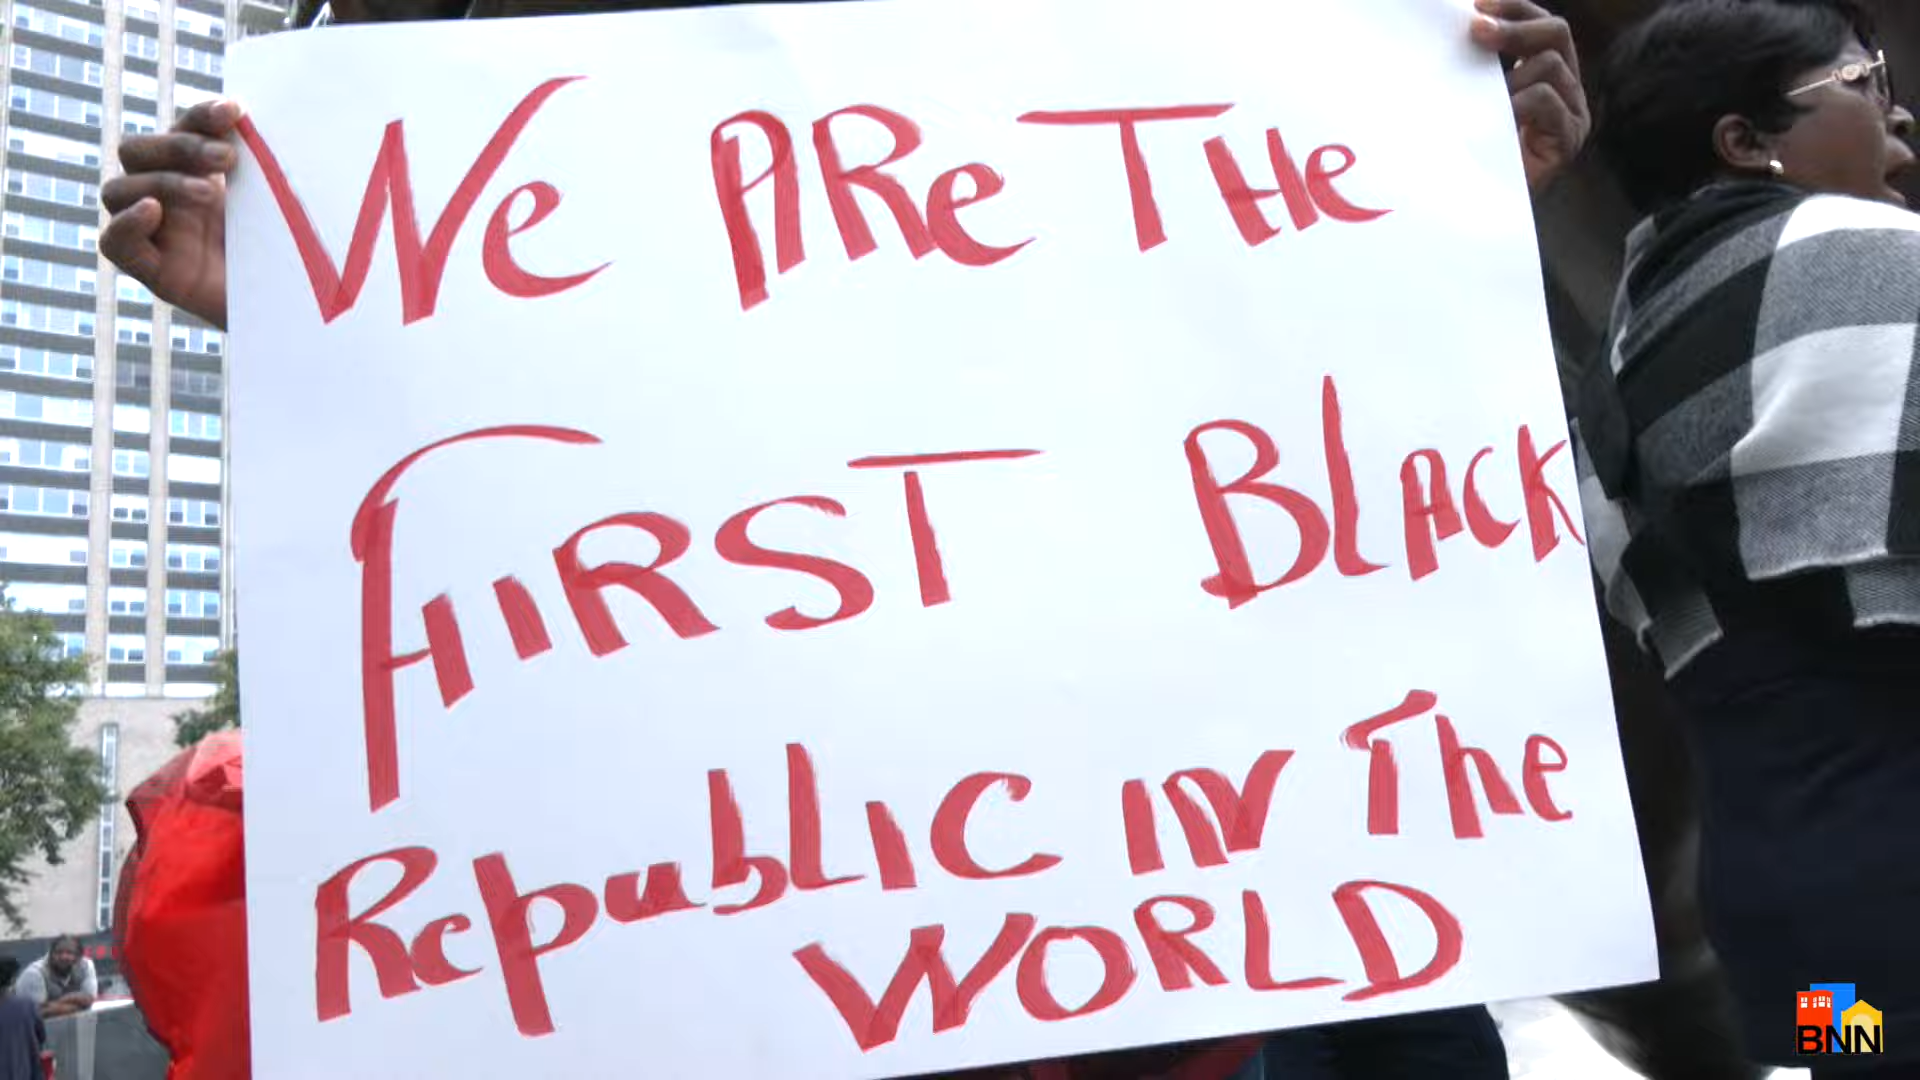 We ARe THe
FIRST BlACK
RepublIC IN The
WORLD
BNN